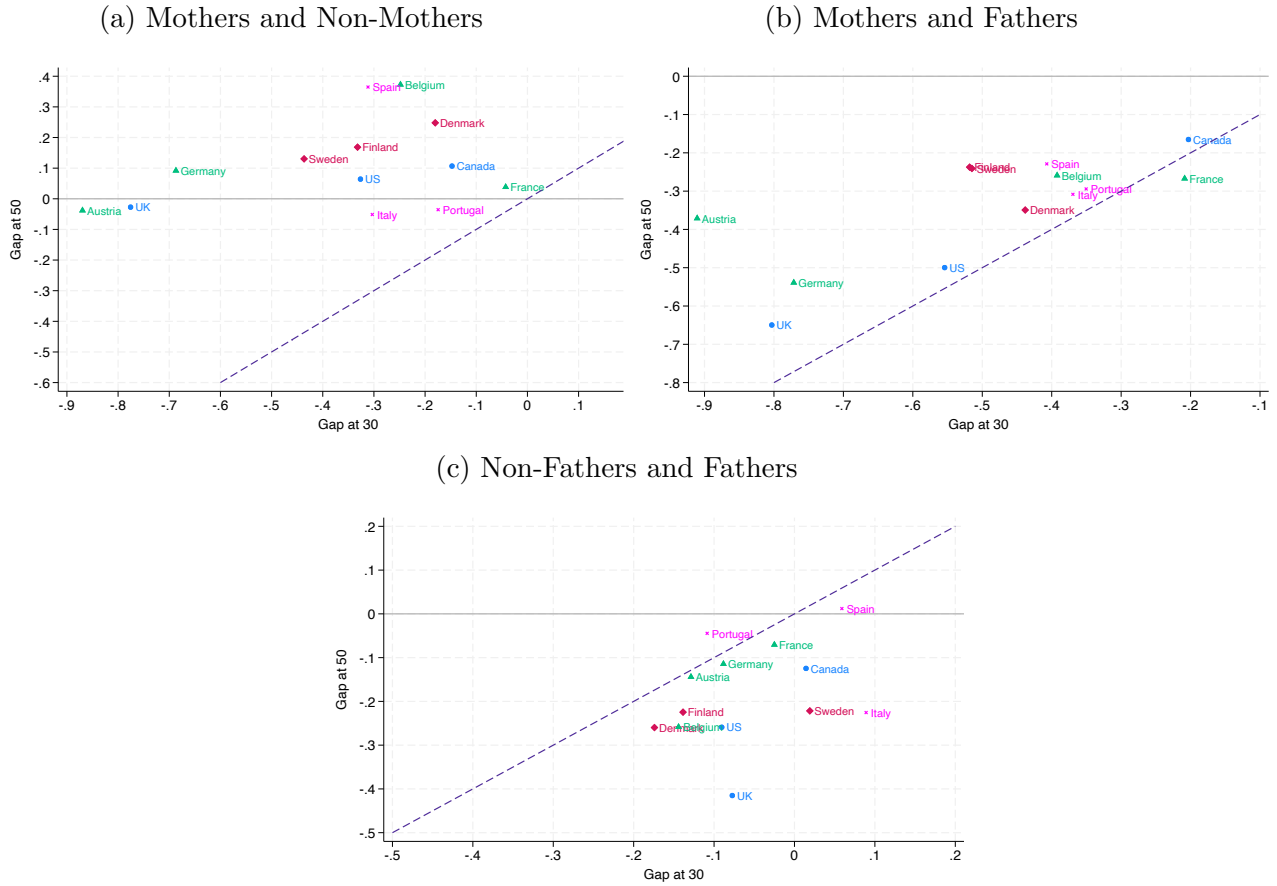 (a) Mothers and Non-Mothers
.4
.3
.2
.1
0
-.1
-.2
-.3
-.4
-.5
-.6
Gap at 50
Spain
Belgium
Denmark
Finland
Sweden
Canada
Germany
US
France
UK
Austria
Portugal
Italy
-.9 -.8 -.7 -.6 -.5 -.4 -.3 -.2 -.1 0 .1
Gap at 30
(b) Mothers and Fathers
0
-.1
-.2
-.3
-.4
-.5
-.6
-.7
-.8
Gap at 50
Canada
Spain
Finland
Sweden
Belgium
France
Portugal
Italy
Denmark
Austria
US
Germany
UK
-.9 -.8 -.7 -.6 -.5 -.4 -.3 -.2 -.1
Gap at 30
(c) Non-Fathers and Fathers
.2
.1
0
-.1
-.2
-.3
-.4
-.5
Gap at 50
Spain
Portugal
France
Germany
Canada
Austria
Finland
Sweden
Italy
Denmark
Belgium
US
UK
-.5 -.4 -.3 -.2 -.1 0 .1 .2
Gap at 30